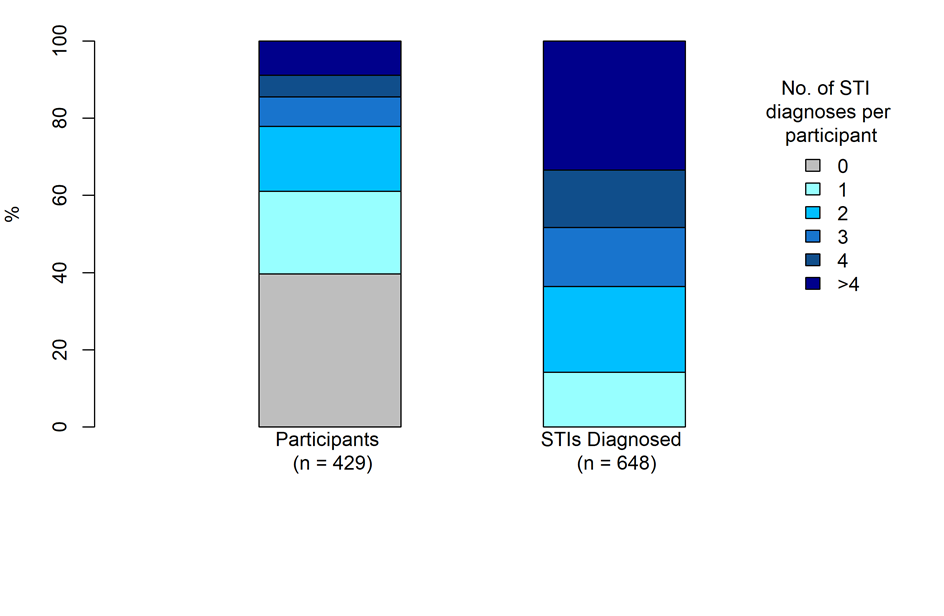 %
100
80
60
40
20
0
Participants
(n = 429)
STIs Diagnosed
(n = 648)
No. of STI
diagnoses per
participant
0
1
2
3
4
>4